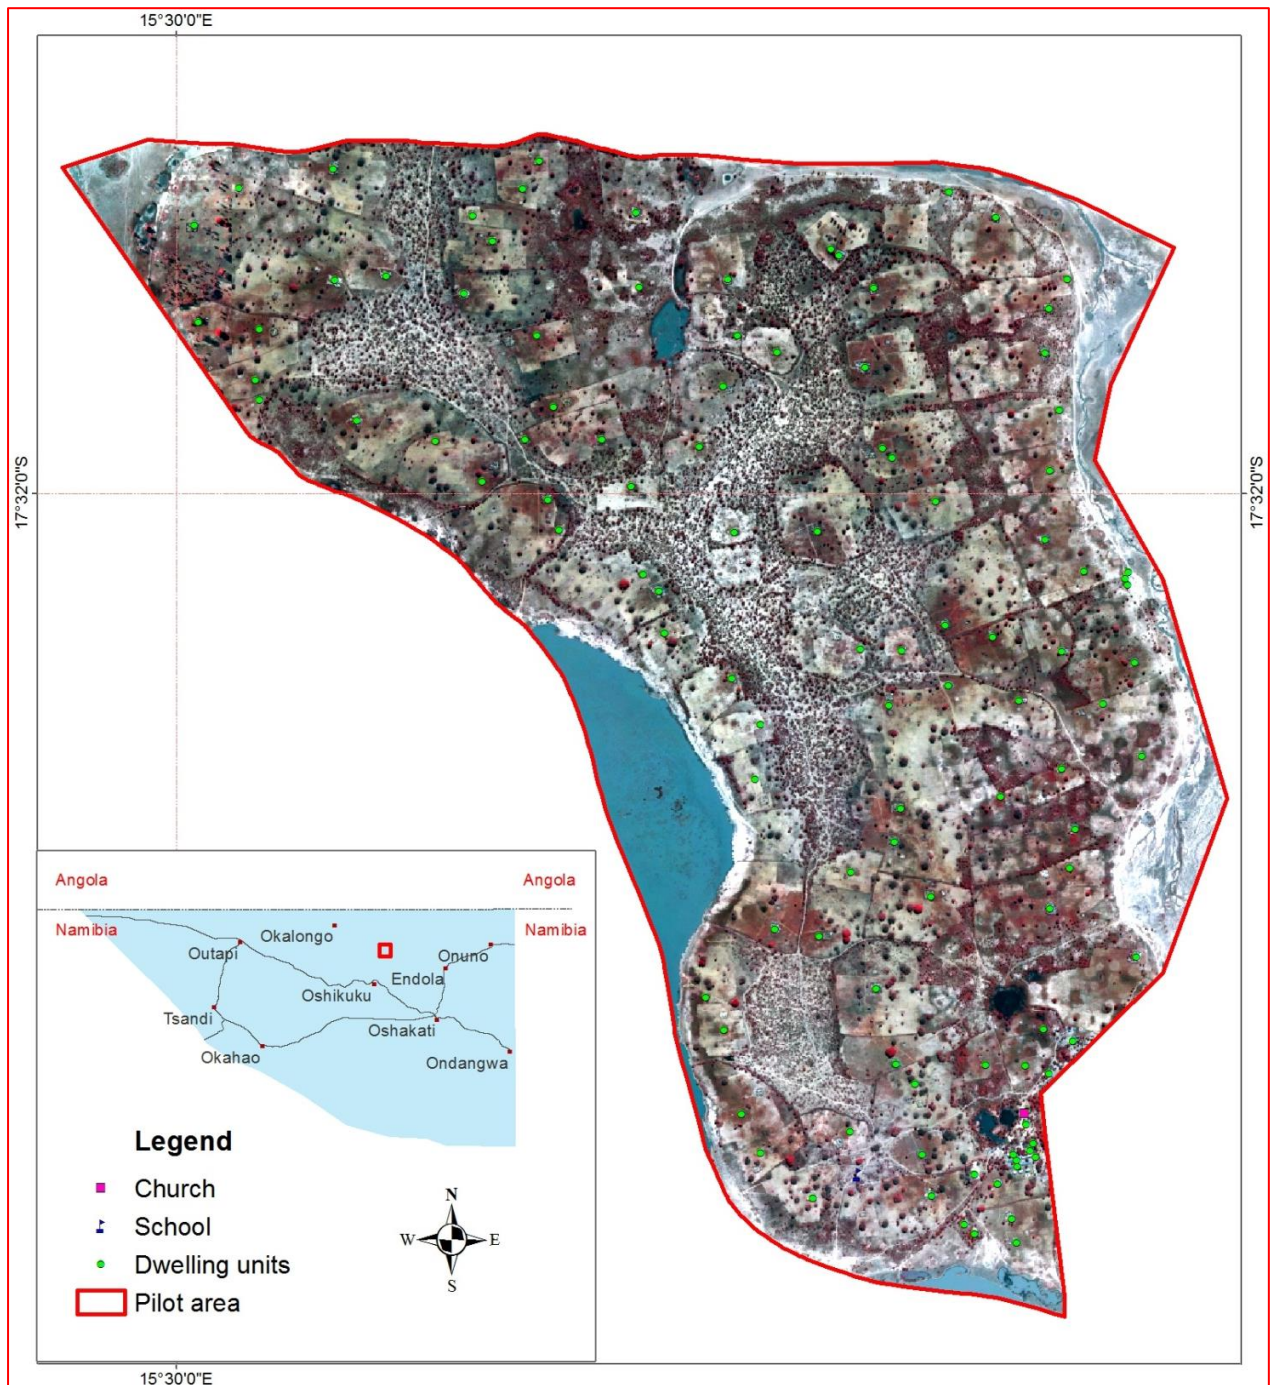 15°30'0"E
17°32'0"S
17°32'0"S
Angola
Angola
Namibia
Namibia
Okalongo
Outapi
Onuno
Endola
Oshikuku
Tsandi
Oshakati
Okahao
Ondangwa
Legend
Church
School
Dwelling units
Pilot area
N
W
E
S
15°30'0"E